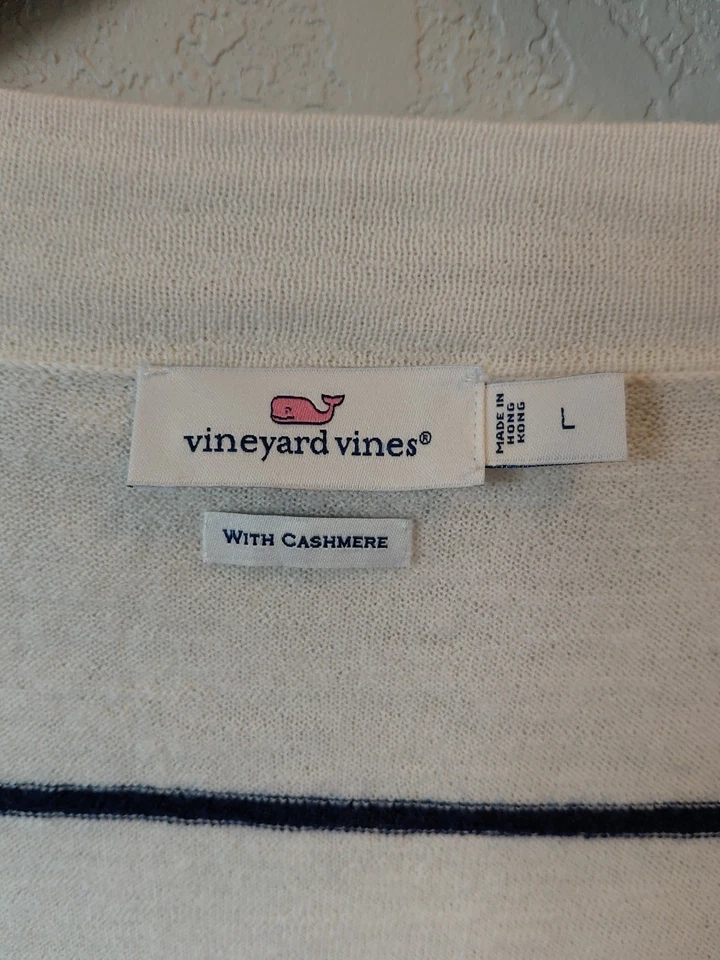 vineyard vines®
MADE IN
HONG
KONG
L
WITH CASHMERE